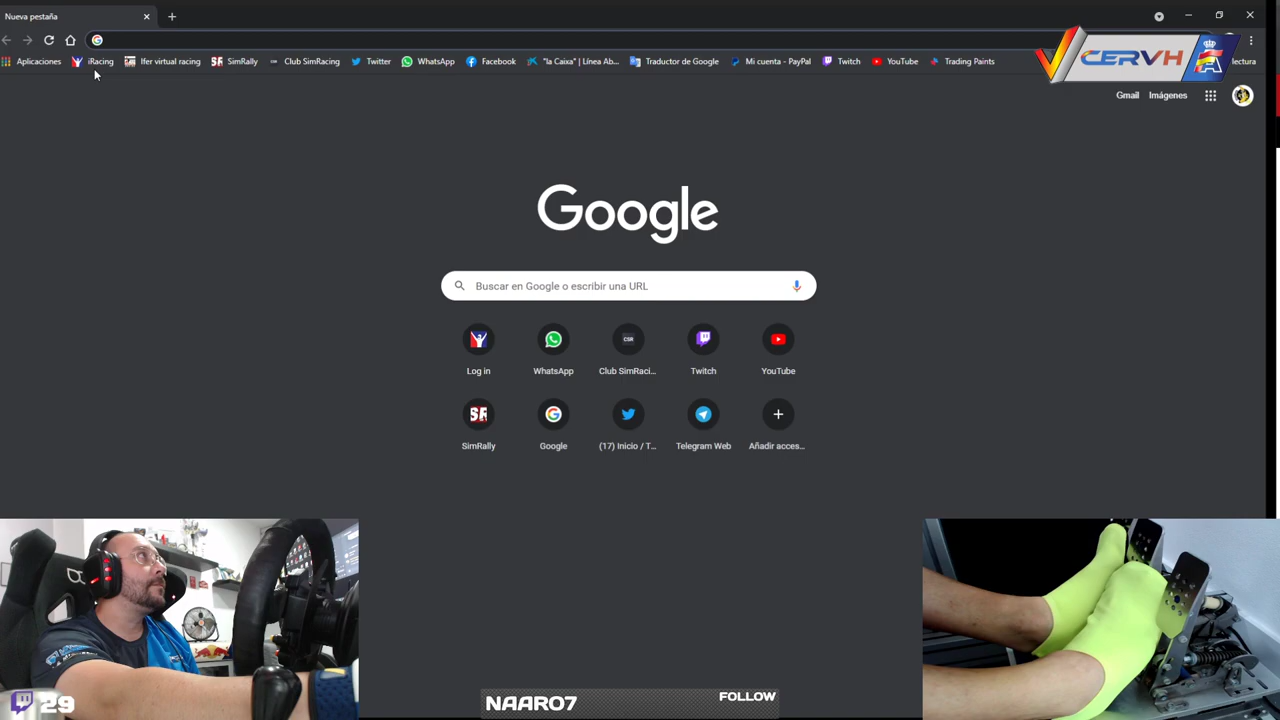 Nueva pestaña
Aplicaciones iRacing Ifer virtual racing SimRally Club SimRacing Twitter WhatsApp Facebook "la Caixa" | Línea Ab... Traductor de Google Mi cuenta - PayPal Twitch YouTube Trading Paints lectura
CERVH
Gmail Imágenes
Google
Buscar en Google o escribir una URL
CSR
Log in WhatsApp Club SimRaci... Twitch YouTube
SR
SimRally Google (17) Inicio / T... Telegram Web Añadir acces...
29
NAARO7 FOLLOW